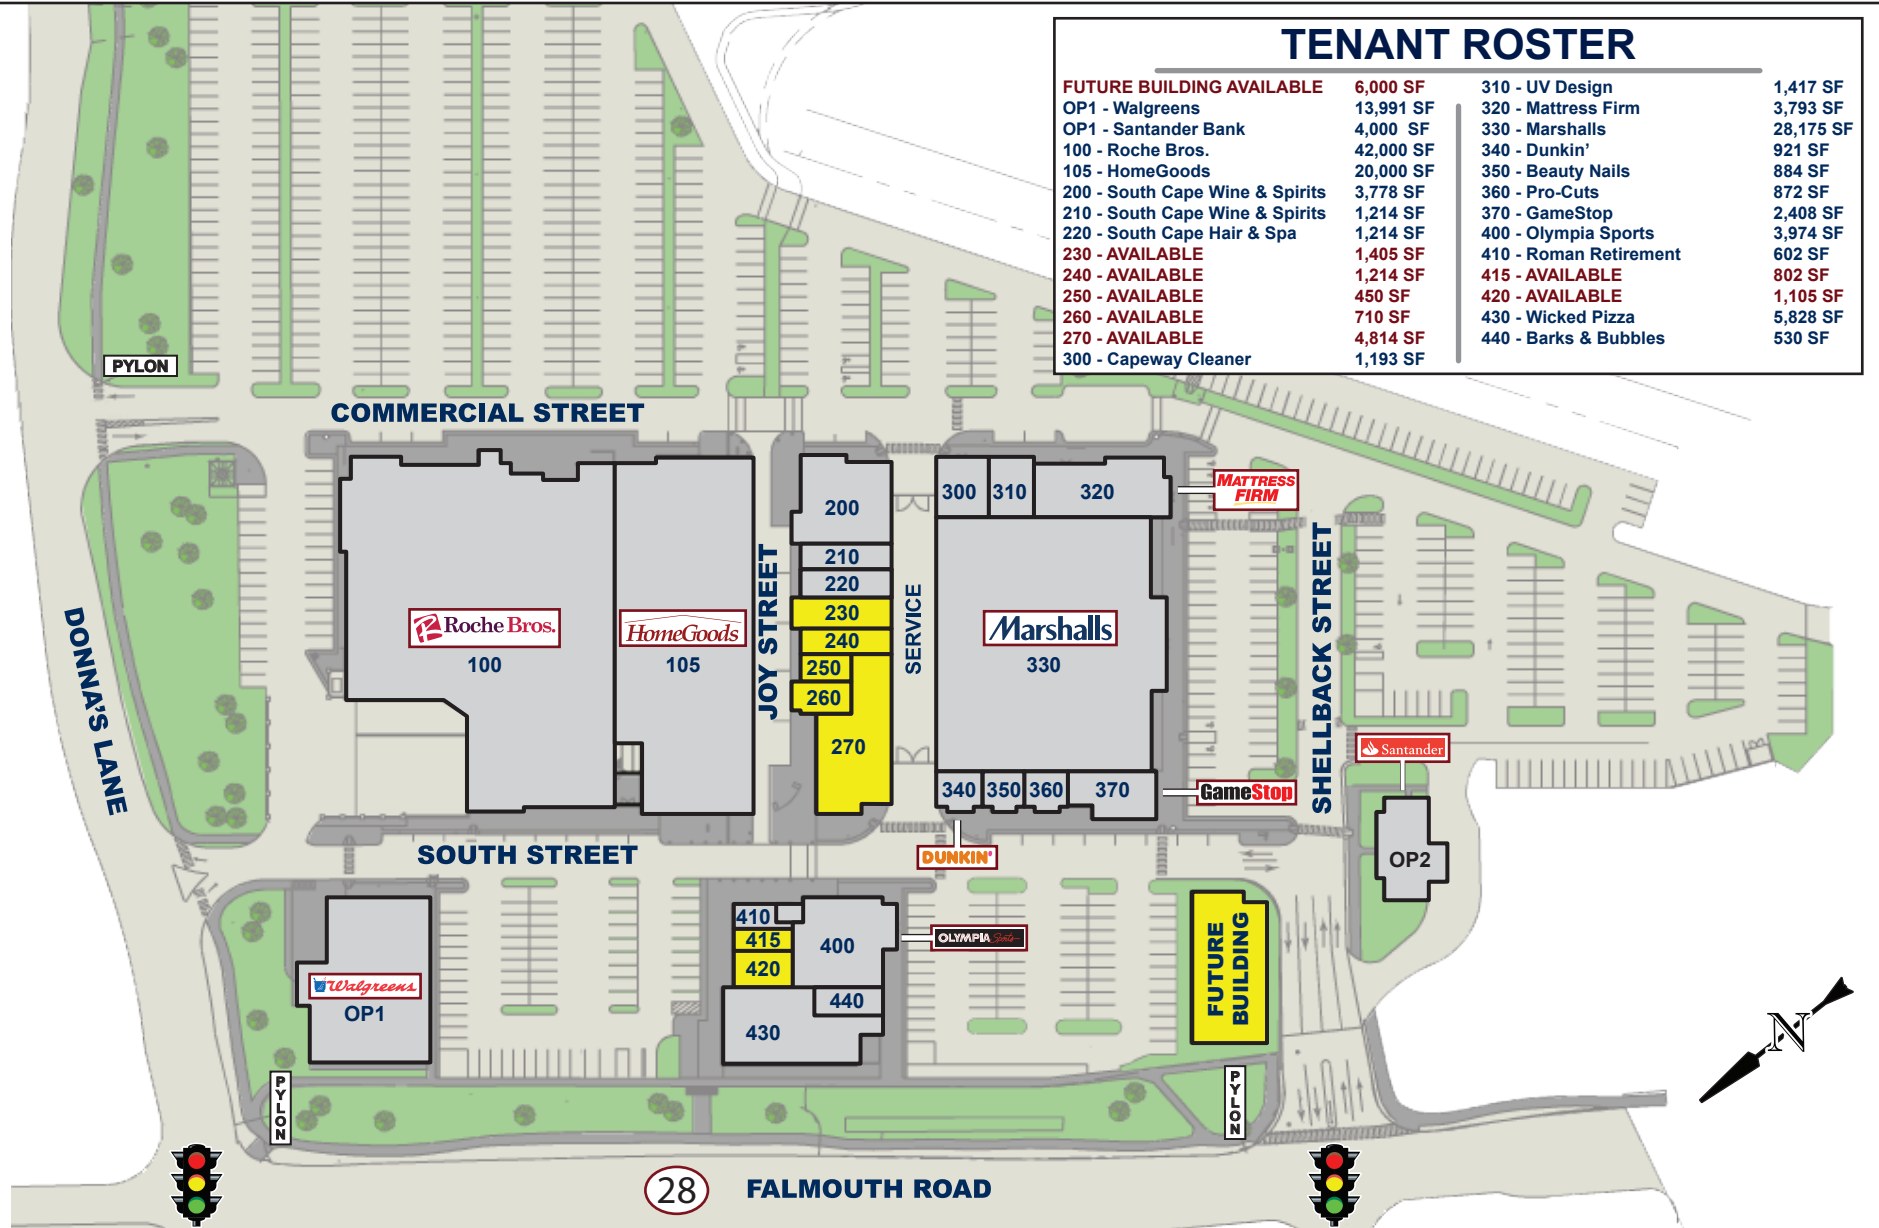 TENANT ROSTER
FUTURE BUILDING AVAILABLE 6,000 SF
OP1 - Walgreens 13,991 SF
OP1 - Santander Bank 4,000 SF
100 - Roche Bros. 42,000 SF
105 - HomeGoods 20,000 SF
200 - South Cape Wine & Spirits 3,778 SF
210 - South Cape Wine & Spirits 1,214 SF
220 - South Cape Hair & Spa 1,214 SF
230 - AVAILABLE 1,405 SF
240 - AVAILABLE 1,214 SF
250 - AVAILABLE 450 SF
260 - AVAILABLE 710 SF
270 - AVAILABLE 4,814 SF
300 - Capeway Cleaner 1,193 SF
310 - UV Design 1,417 SF
320 - Mattress Firm 3,793 SF
330 - Marshalls 28,175 SF
340 - Dunkin' 921 SF
350 - Beauty Nails 884 SF
360 - Pro-Cuts 872 SF
370 - GameStop 2,408 SF
400 - Olympia Sports 3,974 SF
410 - Roman Retirement 602 SF
415 - AVAILABLE 802 SF
420 - AVAILABLE 1,105 SF
430 - Wicked Pizza 5,828 SF
440 - Barks & Bubbles 530 SF
PYLON
COMMERCIAL STREET
DONNA'S LANE
Roche Bros.
100
HomeGoods
105
JOY STREET
200
210
220
230
240
250
260
270
SERVICE
300
310
320
MATTRESS
FIRM
Marshalls
330
340
350
360
370
GameStop
DUNKIN'
SHELLBACK STREET
Santander
OP2
SOUTH STREET
Walgreens
OP1
410
415
420
400
OLYMPIA Sports
440
430
FUTURE
BUILDING
PYLON
PYLON
N
28
FALMOUTH ROAD